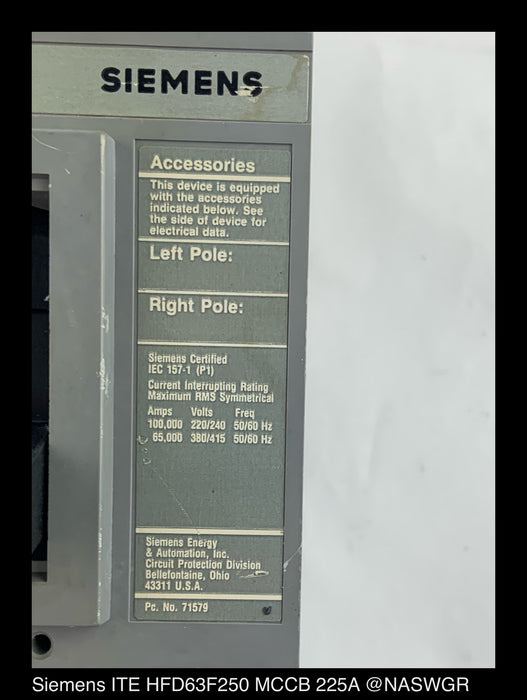 SIEMENS
Accessories
This device is equipped
with the accessories
indicated below. See
the side of device for
electrical data.
Left Pole:
Right Pole:
Siemens Certified
IEC 157-1 (P1)
Current Interrupting Rating
Maximum RMS Symmetrical
Amps Volts Freq
100,000 220/240 50/60 Hz
65,000 380/415 50/60 Hz
Siemens Energy
& Automation, Inc.
Circuit Protection Division
Bellefontaine, Ohio
43311 U.S.A.
Pc. No. 71579
Siemens ITE HFD63F250 MCCB 225A @NASWGR